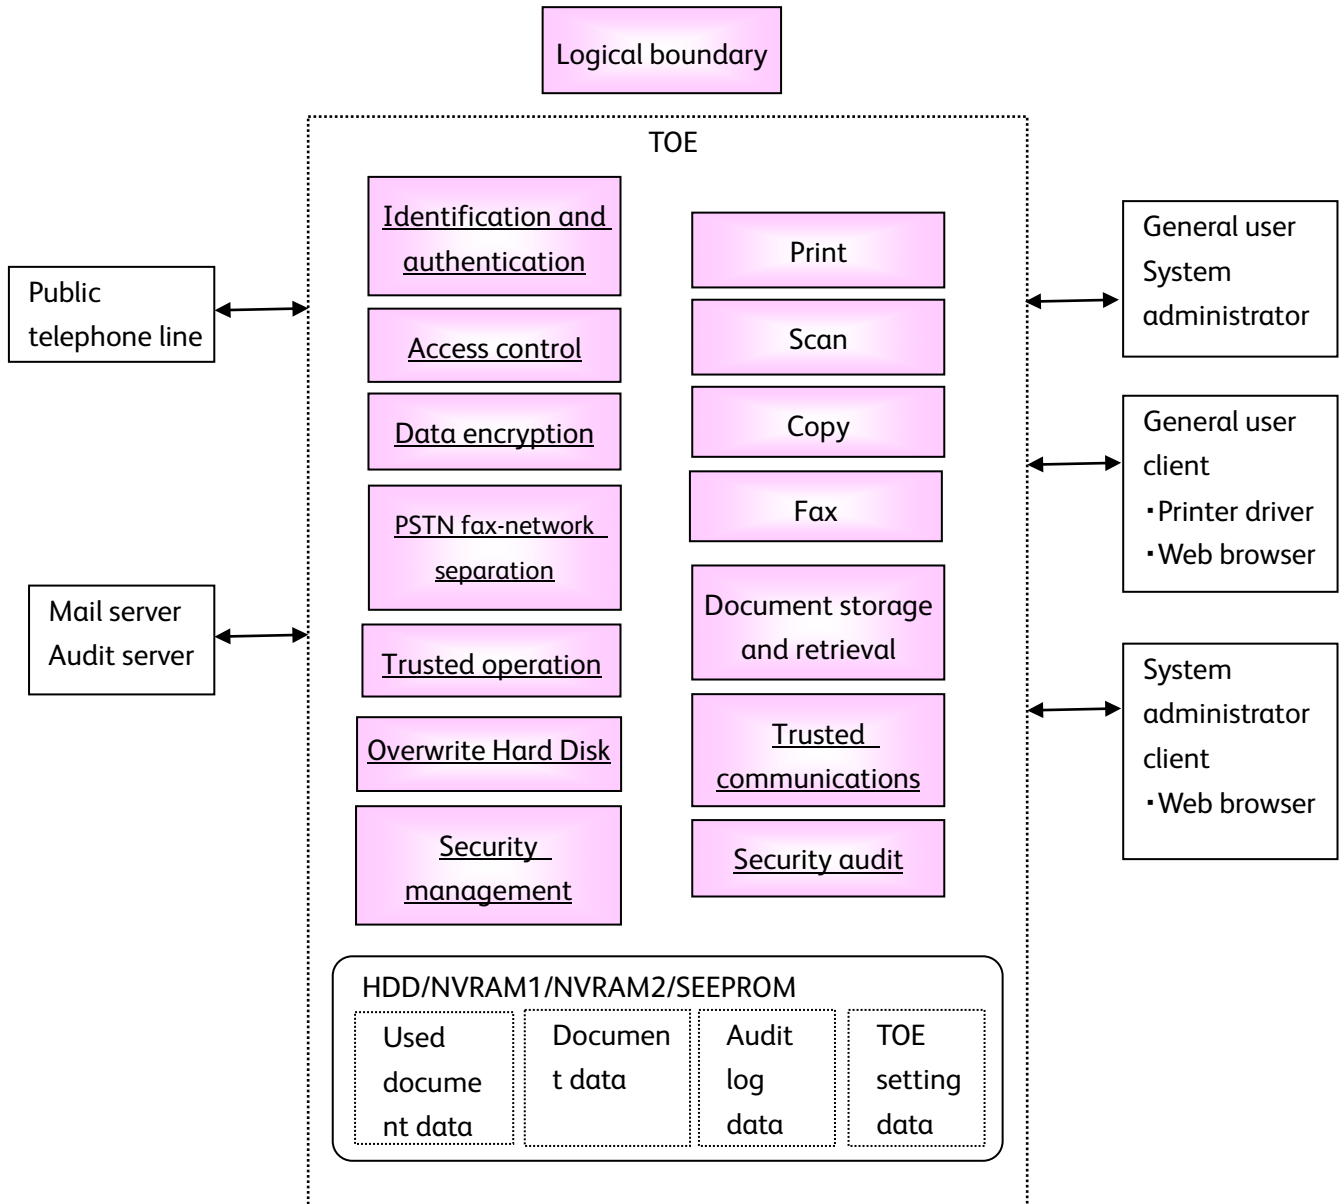 Logical boundary
TOE
Identification and
authentication
Access control
Data encryption
PSTN fax-network
separation
Trusted operation
Overwrite Hard Disk
Security
management
Print
Scan
Copy
Fax
Document storage
and retrieval
Trusted
communications
Security audit
Public
telephone line
Mail server
Audit server
General user
System
administrator
General user
client
・Printer driver
・Web browser
System
administrator
client
・Web browser
HDD/NVRAM1/NVRAM2/SEEPROM
Used
docume
nt data
Documen
t data
Audit
log
data
TOE
setting
data